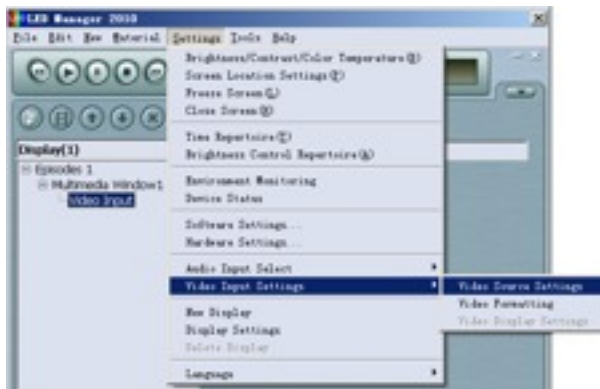 LED Manager 2010
File Edit New Material Settings Tools Help
Brightness/Contrast/Color Temperature(B)
Screen Location Settings(P)
Freeze Screen(L)
Close Screen
Time Repertoire(T)
Brightness Control Repertoire(A)
Environment Monitoring
Device Status
Software Settings...
Hardware Settings...
Audio Input Select
Video Input Settings
New Display
Display Settings
Delete Display
Language
Video Source Settings
Video Formatting
Video Display Settings
Display(1)
Episodes 1
Multimedia Window1
Video Input